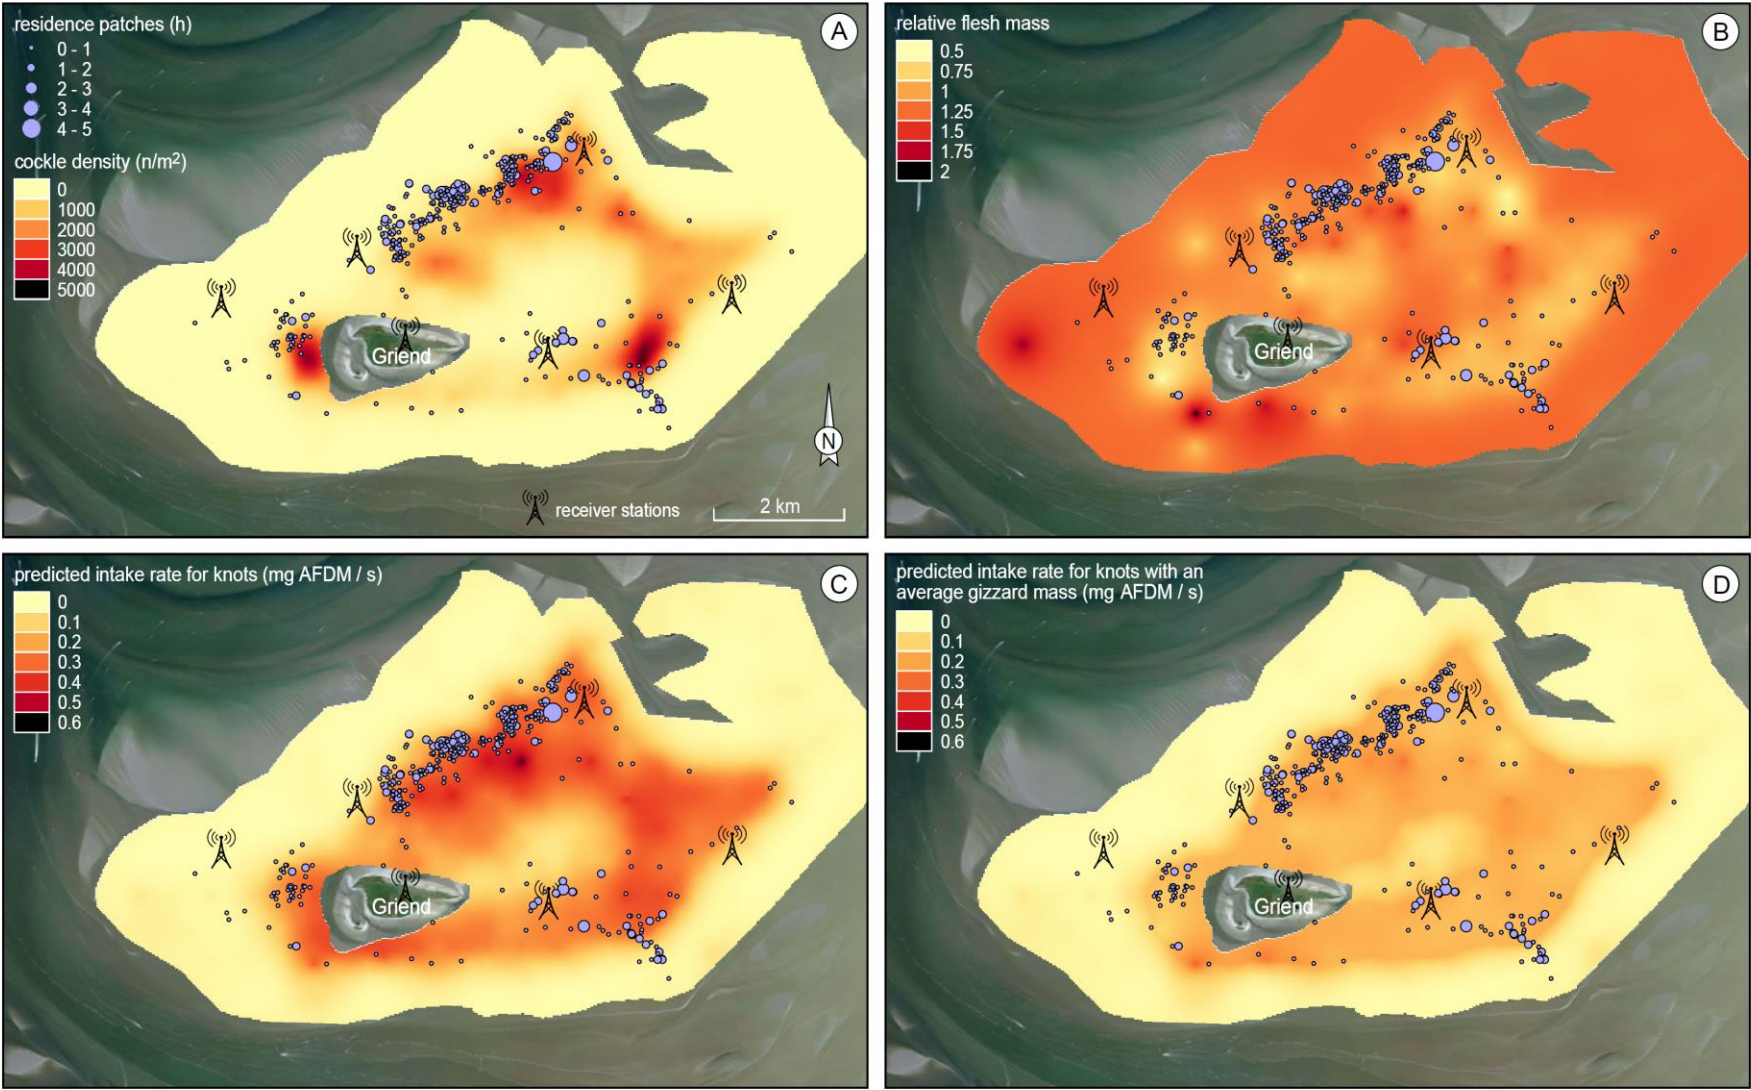 residence patches (h)
0 - 1
1 - 2
2 - 3
3 - 4
4 - 5
cockle density (n/m²)
0
1000
2000
3000
4000
5000
A
Griend
N
receiver stations
2 km
relative flesh mass
0.5
0.75
1
1.25
1.5
1.75
2
B
Griend
predicted intake rate for knots (mg AFDM / s)
0
0.1
0.2
0.3
0.4
0.5
0.6
C
Griend
predicted intake rate for knots with an
average gizzard mass (mg AFDM / s)
0
0.1
0.2
0.3
0.4
0.5
0.6
D
Griend